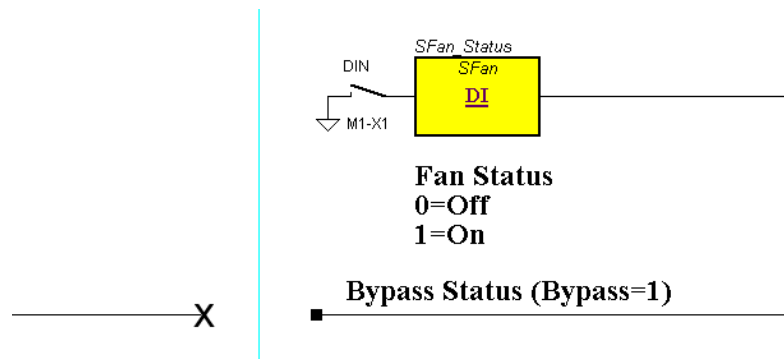 SFan_Status
SFan
DIN
DI
M1-X1
Fan Status
0=Off
1=On
Bypass Status (Bypass=1)
X